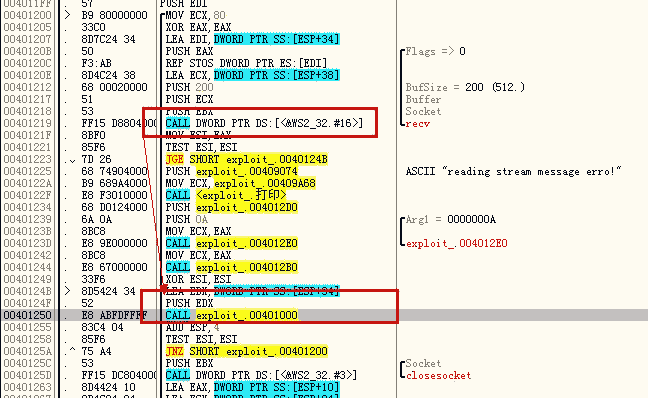 004011FF . 57 PUSH EDI
00401200 > B9 80000000 MOV ECX,80
00401205 . 33C0 XOR EAX,EAX
00401207 . 8D7C24 34 LEA EDI,DWORD PTR SS:[ESP+34]
0040120B . 50 PUSH EAX Flags => 0
0040120C . F3:AB REP STOS DWORD PTR ES:[EDI]
0040120E . 8D4C24 38 LEA ECX,DWORD PTR SS:[ESP+38]
00401212 . 68 00020000 PUSH 200 BufSize = 200 (512.)
00401217 . 51 PUSH ECX Buffer
00401218 . 53 PUSH EBX Socket
00401219 . FF15 D8804000 CALL DWORD PTR DS:[<&WS2_32.#16>] recv
0040121F . 8BF0 MOV ESI,EAX
00401221 . 85F6 TEST ESI,ESI
00401223 . 7D 26 JGE SHORT exploit_.0040124B
00401225 . 68 74904000 PUSH exploit_.00409074 ASCII "reading stream message erro!"
0040122A . B9 689A4000 MOV ECX,exploit_.00409A68
0040122F . E8 F3010000 CALL <exploit_.打印>
00401234 . 68 D0124000 PUSH exploit_.004012D0
00401239 . 6A 0A PUSH 0A Arg1 = 0000000A
0040123B . 8BC8 MOV ECX,EAX
0040123D . E8 9E000000 CALL exploit_.004012E0 exploit_.004012E0
00401242 . 8BC8 MOV ECX,EAX
00401244 . E8 67000000 CALL exploit_.004012B0
00401249 . 33F6 XOR ESI,ESI
0040124B > 8D5424 34 LEA EDX,DWORD PTR SS:[ESP+34]
0040124F . 52 PUSH EDX
00401250 . E8 ABFDFFFF CALL exploit_.00401000
00401255 . 83C4 04 ADD ESP,4
00401258 . 85F6 TEST ESI,ESI
0040125A .^ 75 A4 JNZ SHORT exploit_.00401200
0040125C . 53 PUSH EBX Socket
0040125D . FF15 DC804000 CALL DWORD PTR DS:[<&WS2_32.#3>] closesocket
00401263 . 8D4424 10 LEA EAX,DWORD PTR SS:[ESP+10]